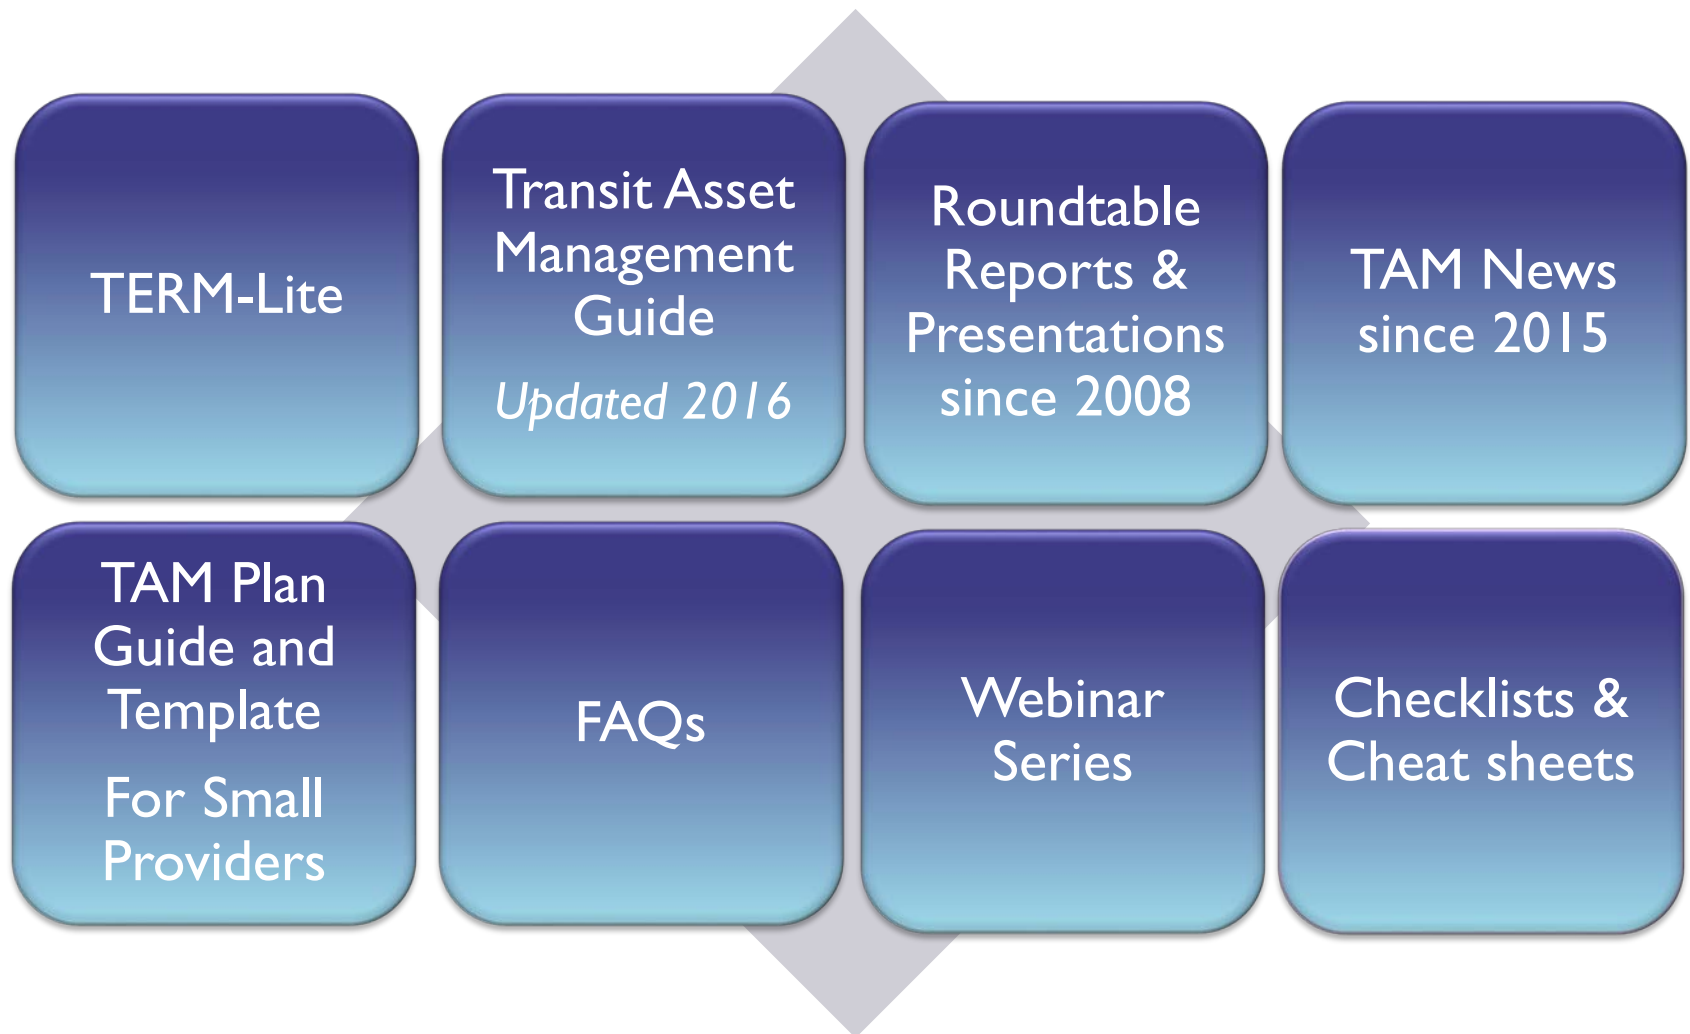 TERM-Lite
Transit Asset
Management
Guide
Updated 2016
Roundtable
Reports &
Presentations
since 2008
TAM News
since 2015
TAM Plan
Guide and
Template
For Small
Providers
FAQs
Webinar
Series
Checklists &
Cheat sheets